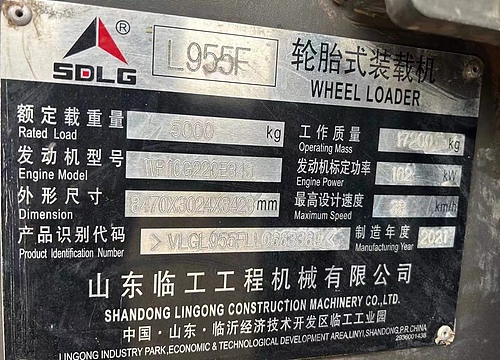 SDLG ®
L955F
轮胎式装载机
WHEEL LOADER
额定载重量 5000 kg
Rated Load
工作质量 17200 kg
Operating Mass
发动机型号
Engine Model
发动机标定功率 162 kW
Engine Power
外形尺寸 mm
Dimension
最高设计速度 km/h
Maximum Speed
产品识别代码
Product Identification Number
制造年度 2021
Manufacturing Year
山东临工工程机械有限公司
SHANDONG LINGONG CONSTRUCTION MACHINERY CO.,LTD.
中国·山东·临沂经济技术开发区临工工业园
LINGONG INDUSTRY PARK,ECONOMIC & TECHNOLOGICAL DEVELOPMENT AREA,LINYI,SHANDONG,P.R.CHINA
2936001438